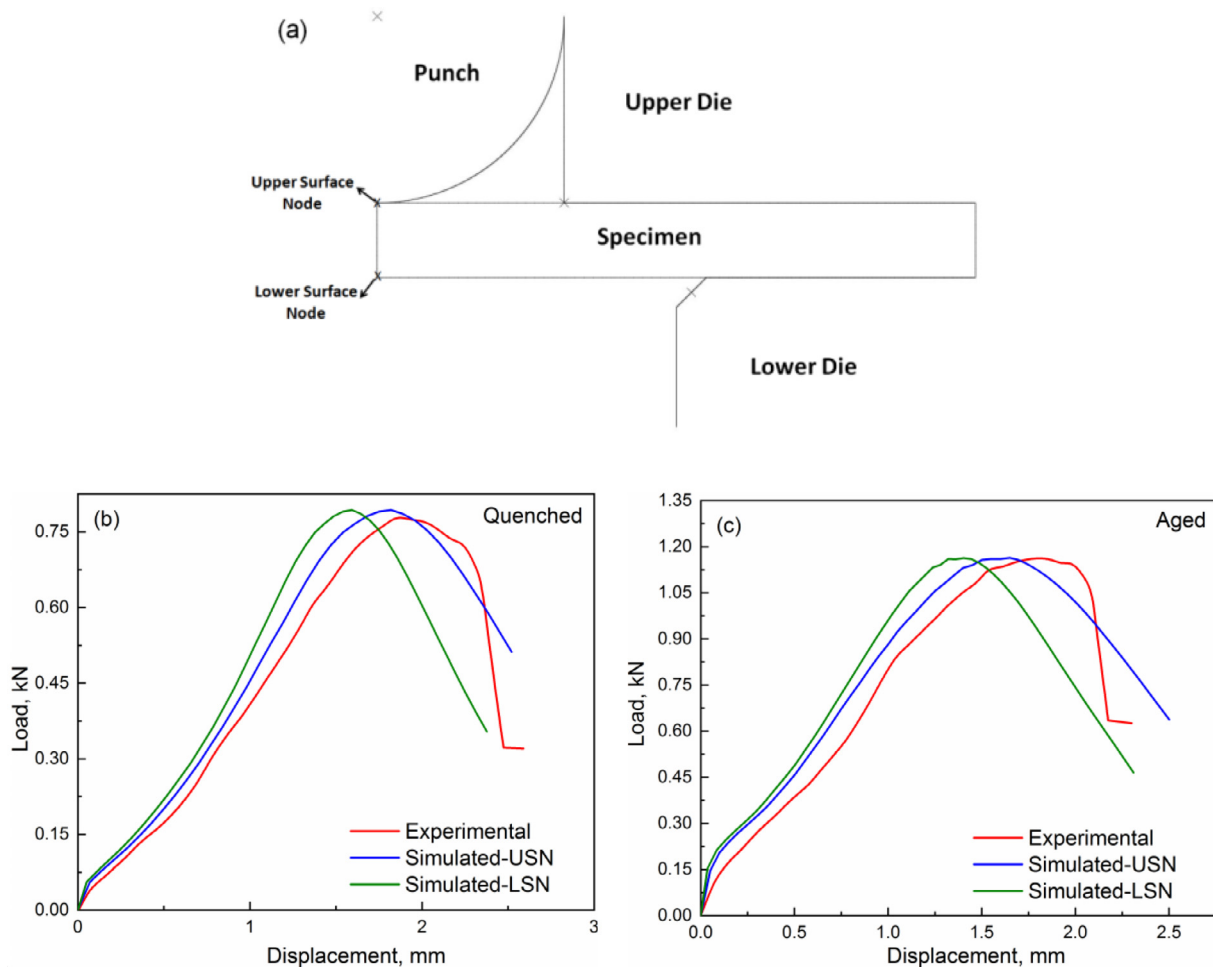 (a)
Punch
Upper Die
Upper Surface
Node
Specimen
Lower Surface
Node
Lower Die
(b)
Quenched
0.75
0.60
0.45
0.30
0.15
0.00
Load, kN
Experimental
Simulated-USN
Simulated-LSN
0
1
2
3
Displacement, mm
(c)
Aged
1.35
1.20
1.05
0.90
0.75
0.60
0.45
0.30
0.15
0.00
Load, kN
Experimental
Simulated-USN
Simulated-LSN
0.0
0.5
1.0
1.5
2.0
2.5
Displacement, mm